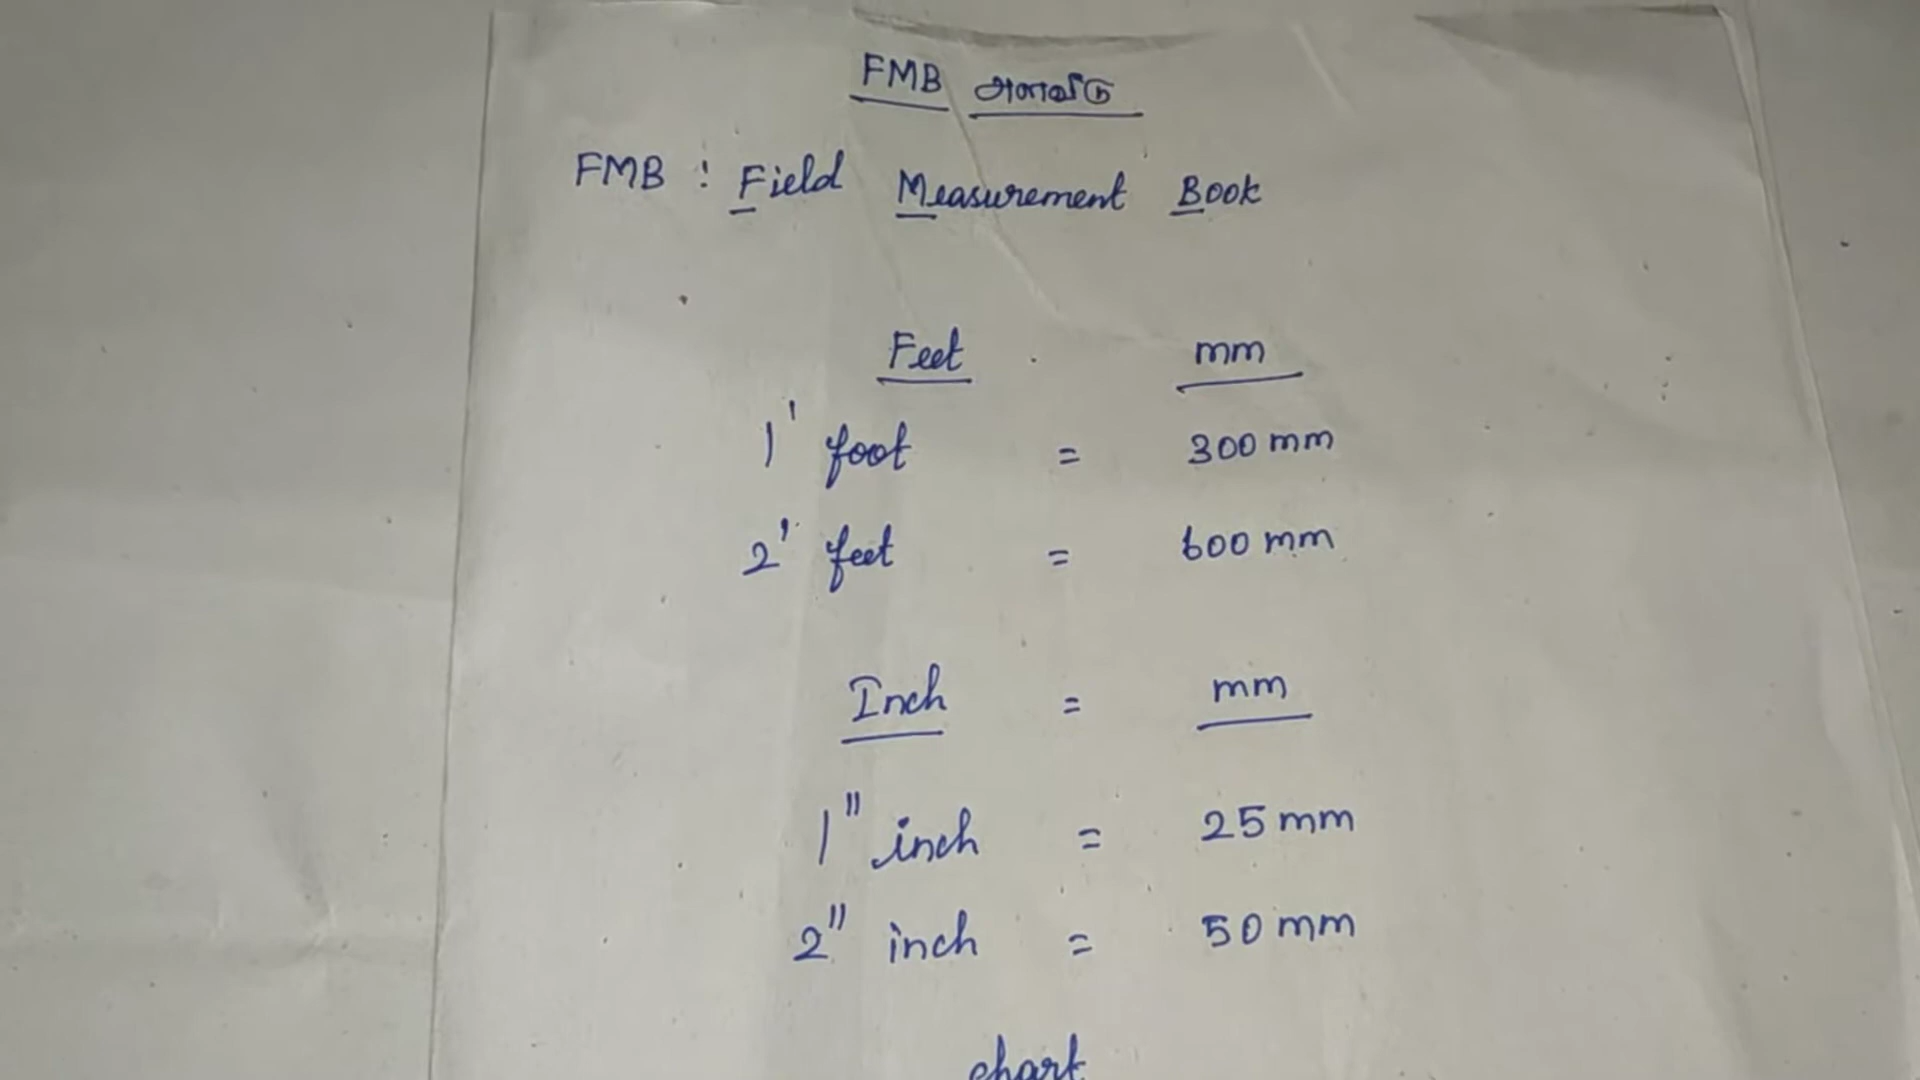 FMB அளவீடு
FMB : Field Measurement Book
Feet mm
1' foot = 300 mm
2' feet = 600 mm
Inch = mm
1" inch = 25 mm
2" inch = 50 mm
chart